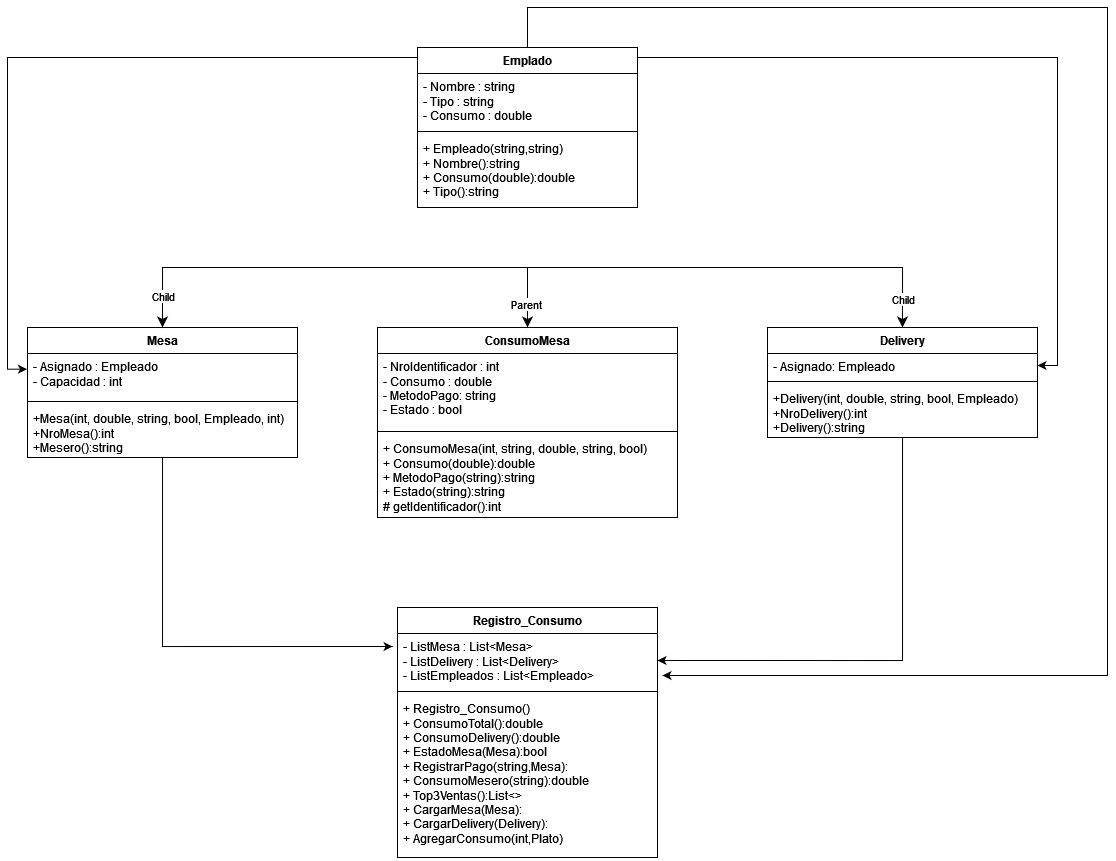 Emplado
- Nombre : string
- Tipo : string
- Consumo : double
+ Empleado(string,string)
+ Nombre():string
+ Consumo(double):double
+ Tipo():string
Child
Parent
Child
Mesa
- Asignado : Empleado
- Capacidad : int
+Mesa(int, double, string, bool, Empleado, int)
+NroMesa():int
+Mesero():string
ConsumoMesa
- NroIdentificador : int
- Consumo : double
- MetodoPago: string
- Estado : bool
+ ConsumoMesa(int, string, double, string, bool)
+ Consumo(double):double
+ MetodoPago(string):string
+ Estado(string):string
# getIdentificador():int
Delivery
- Asignado: Empleado
+Delivery(int, double, string, bool, Empleado)
+NroDelivery():int
+Delivery():string
Registro_Consumo
- ListMesa : List<Mesa>
- ListDelivery : List<Delivery>
- ListEmpleados : List<Empleado>
+ Registro_Consumo()
+ ConsumoTotal():double
+ ConsumoDelivery():double
+ EstadoMesa(Mesa):bool
+ RegistrarPago(string,Mesa):
+ ConsumoMesero(string):double
+ Top3Ventas():List<>
+ CargarMesa(Mesa):
+ CargarDelivery(Delivery):
+ AgregarConsumo(int,Plato)